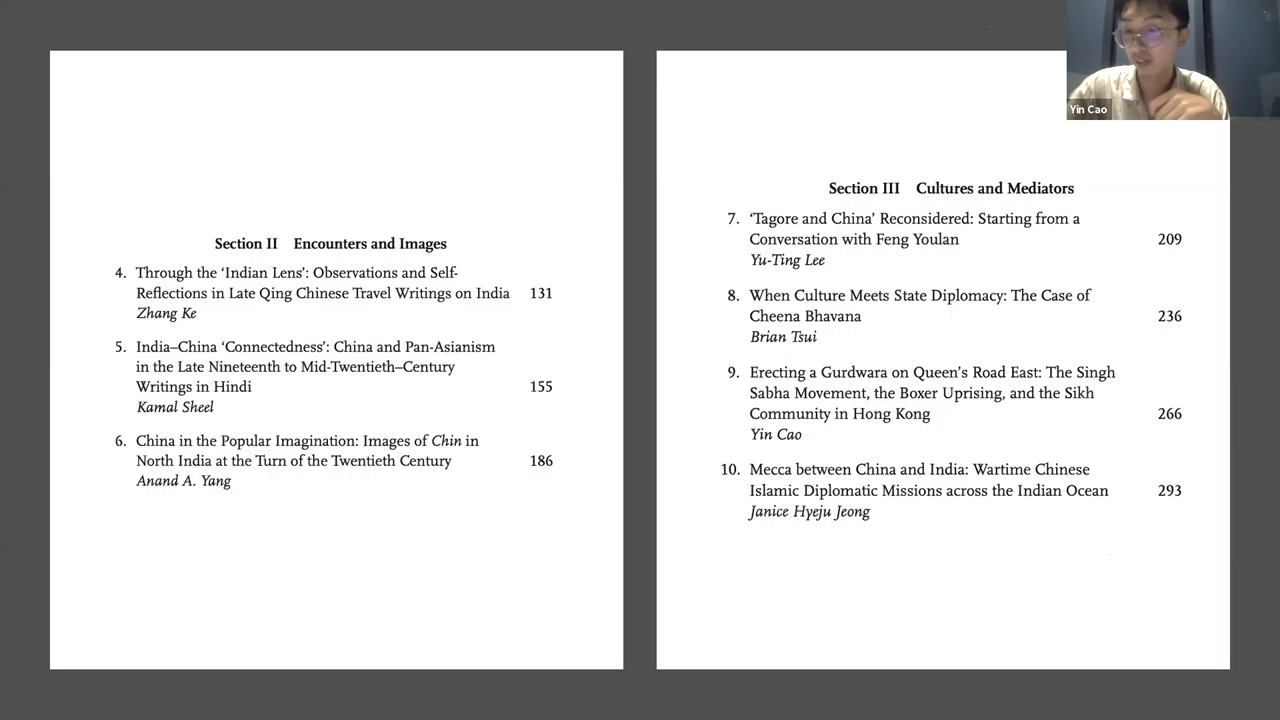 Section II Encounters and Images
4. Through the ‘Indian Lens’: Observations and Self-
Reflections in Late Qing Chinese Travel Writings on India 131
Zhang Ke
5. India–China ‘Connectedness’: China and Pan-Asianism
in the Late Nineteenth to Mid-Twentieth–Century
Writings in Hindi 155
Kamal Sheel
6. China in the Popular Imagination: Images of Chin in
North India at the Turn of the Twentieth Century 186
Anand A. Yang
Section III Cultures and Mediators
7. ‘Tagore and China’ Reconsidered: Starting from a
Conversation with Feng Youlan 209
Yu-Ting Lee
8. When Culture Meets State Diplomacy: The Case of
Cheena Bhavana 236
Brian Tsui
9. Erecting a Gurdwara on Queen’s Road East: The Singh
Sabha Movement, the Boxer Uprising, and the Sikh
Community in Hong Kong 266
Yin Cao
10. Mecca between China and India: Wartime Chinese
Islamic Diplomatic Missions across the Indian Ocean 293
Janice Hyeju Jeong
Yin Cao